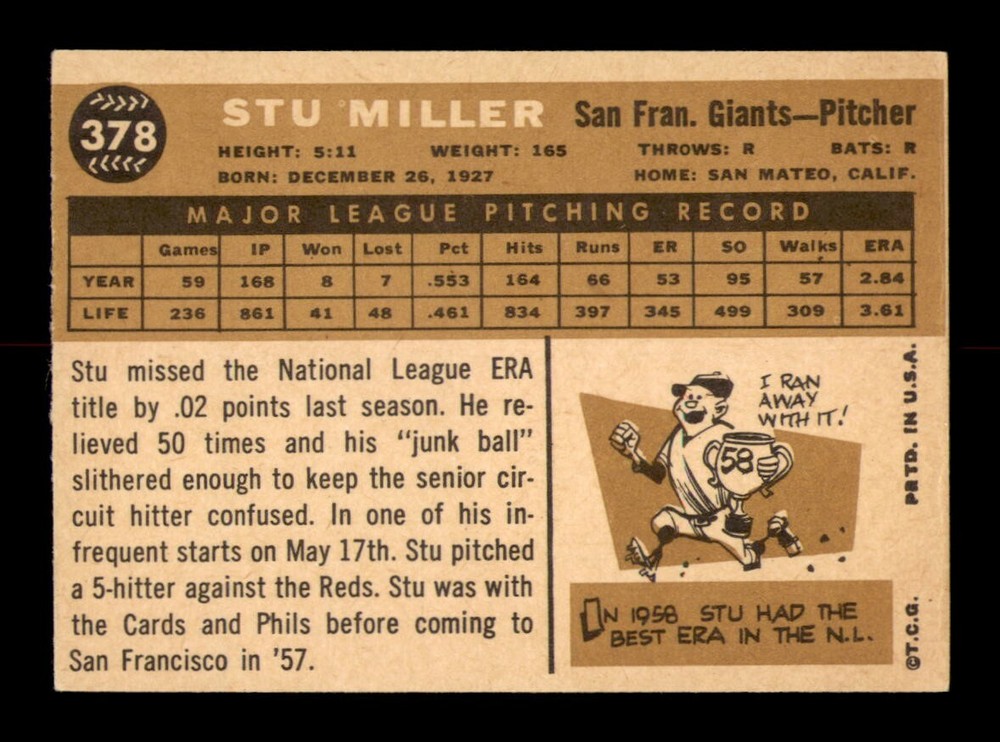 378
STU MILLER San Fran. Giants—Pitcher
HEIGHT: 5:11 WEIGHT: 165 THROWS: R BATS: R
BORN: DECEMBER 26, 1927 HOME: SAN MATEO, CALIF.
MAJOR LEAGUE PITCHING RECORD
Games IP Won Lost Pct Hits Runs ER SO Walks ERA
YEAR 59 168 8 7 .553 164 66 53 95 57 2.84
LIFE 236 861 41 48 .461 834 397 345 499 309 3.61
Stu missed the National League ERA
title by .02 points last season. He re-
lieved 50 times and his "junk ball"
slithered enough to keep the senior cir-
cuit hitter confused. In one of his in-
frequent starts on May 17th. Stu pitched
a 5-hitter against the Reds. Stu was with
the Cards and Phils before coming to
San Francisco in '57.
I RAN
AWAY
WITH IT!
58
IN 1958 STU HAD THE
BEST ERA IN THE N.L.
©T.C.G. PRTD. IN U.S.A.